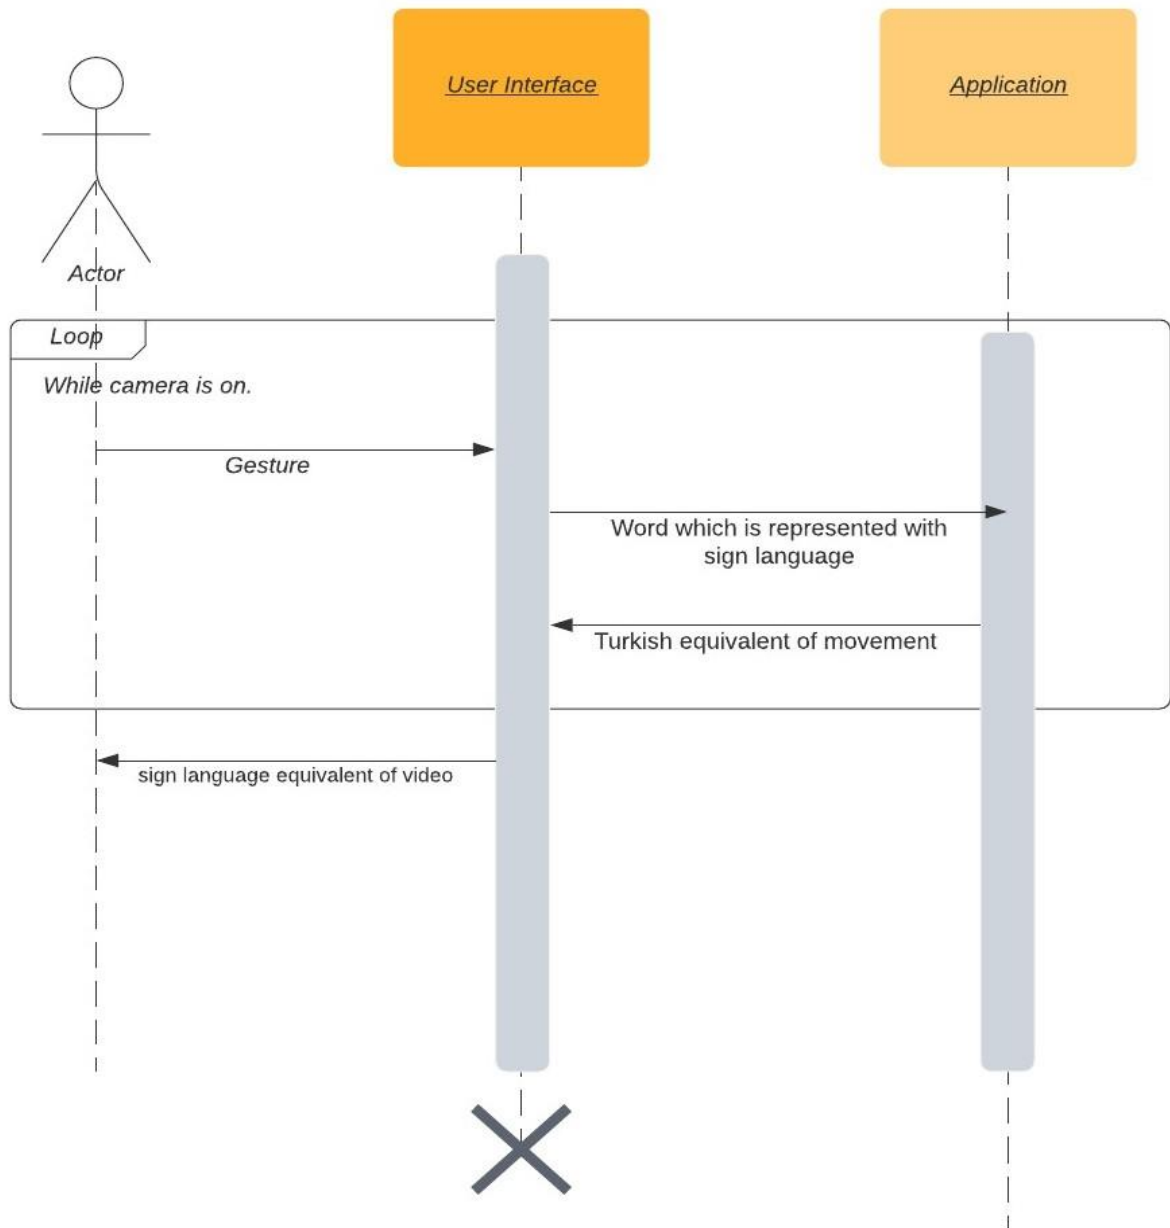 User Interface
Application
Actor
Loop
While camera is on.
Gesture
Word which is represented with
sign language
Turkish equivalent of movement
sign language equivalent of video